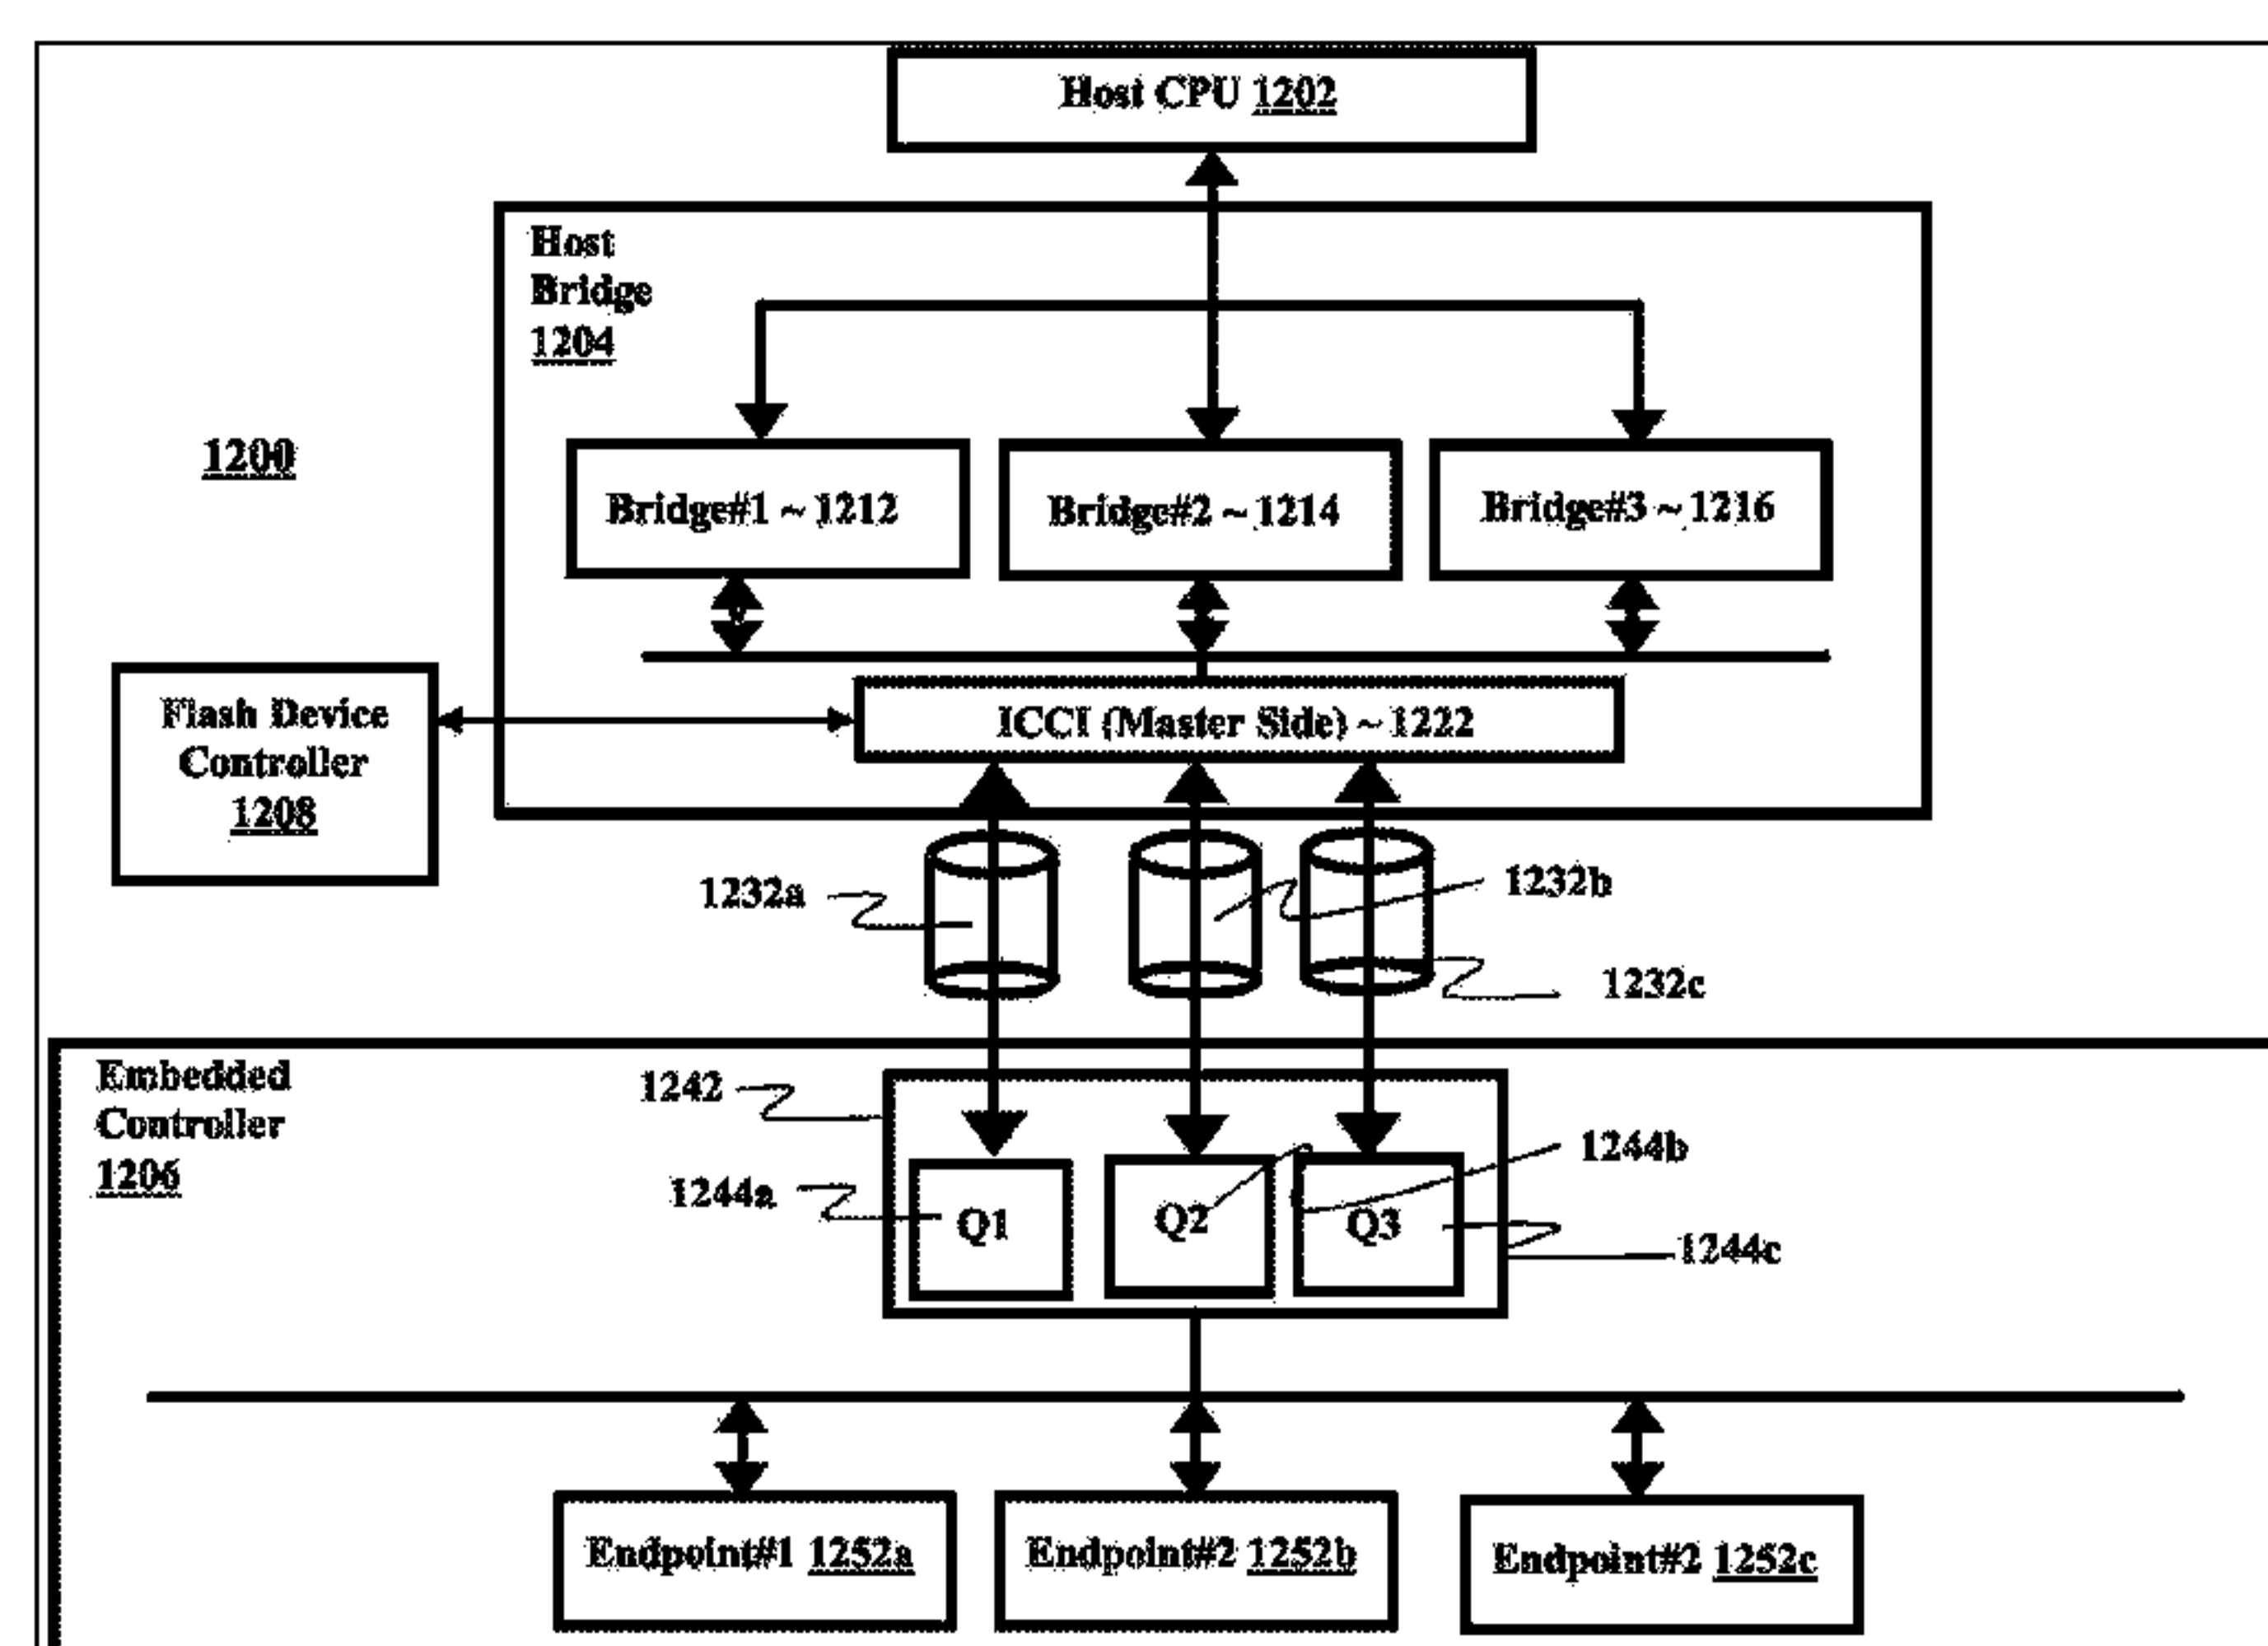 Host CPU 1202
Host
Bridge
1204
1200
Bridge#1 ~ 1212
Bridge#2 ~ 1214
Bridge#3 ~ 1216
Flash Device
Controller
1208
ICCI (Master Side) ~ 1222
1232a
1232b
1232c
Embedded
Controller
1206
1242
1244a
Q1
Q2
Q3
1244b
1244c
Endpoint#1 1252a
Endpoint#2 1252b
Endpoint#2 1252c